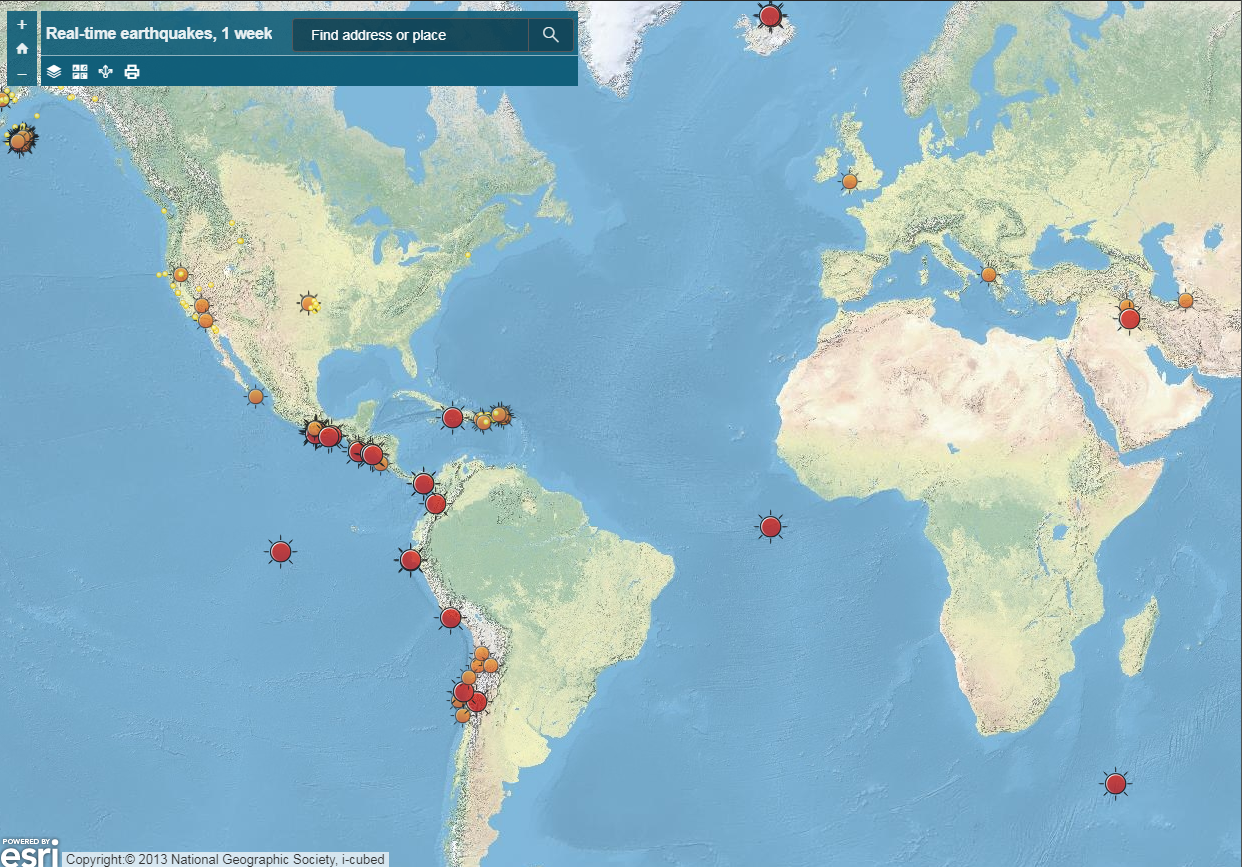 +
Real-time earthquakes, 1 week
Find address or place
–
POWERED BY
esri
Copyright:© 2013 National Geographic Society, i-cubed